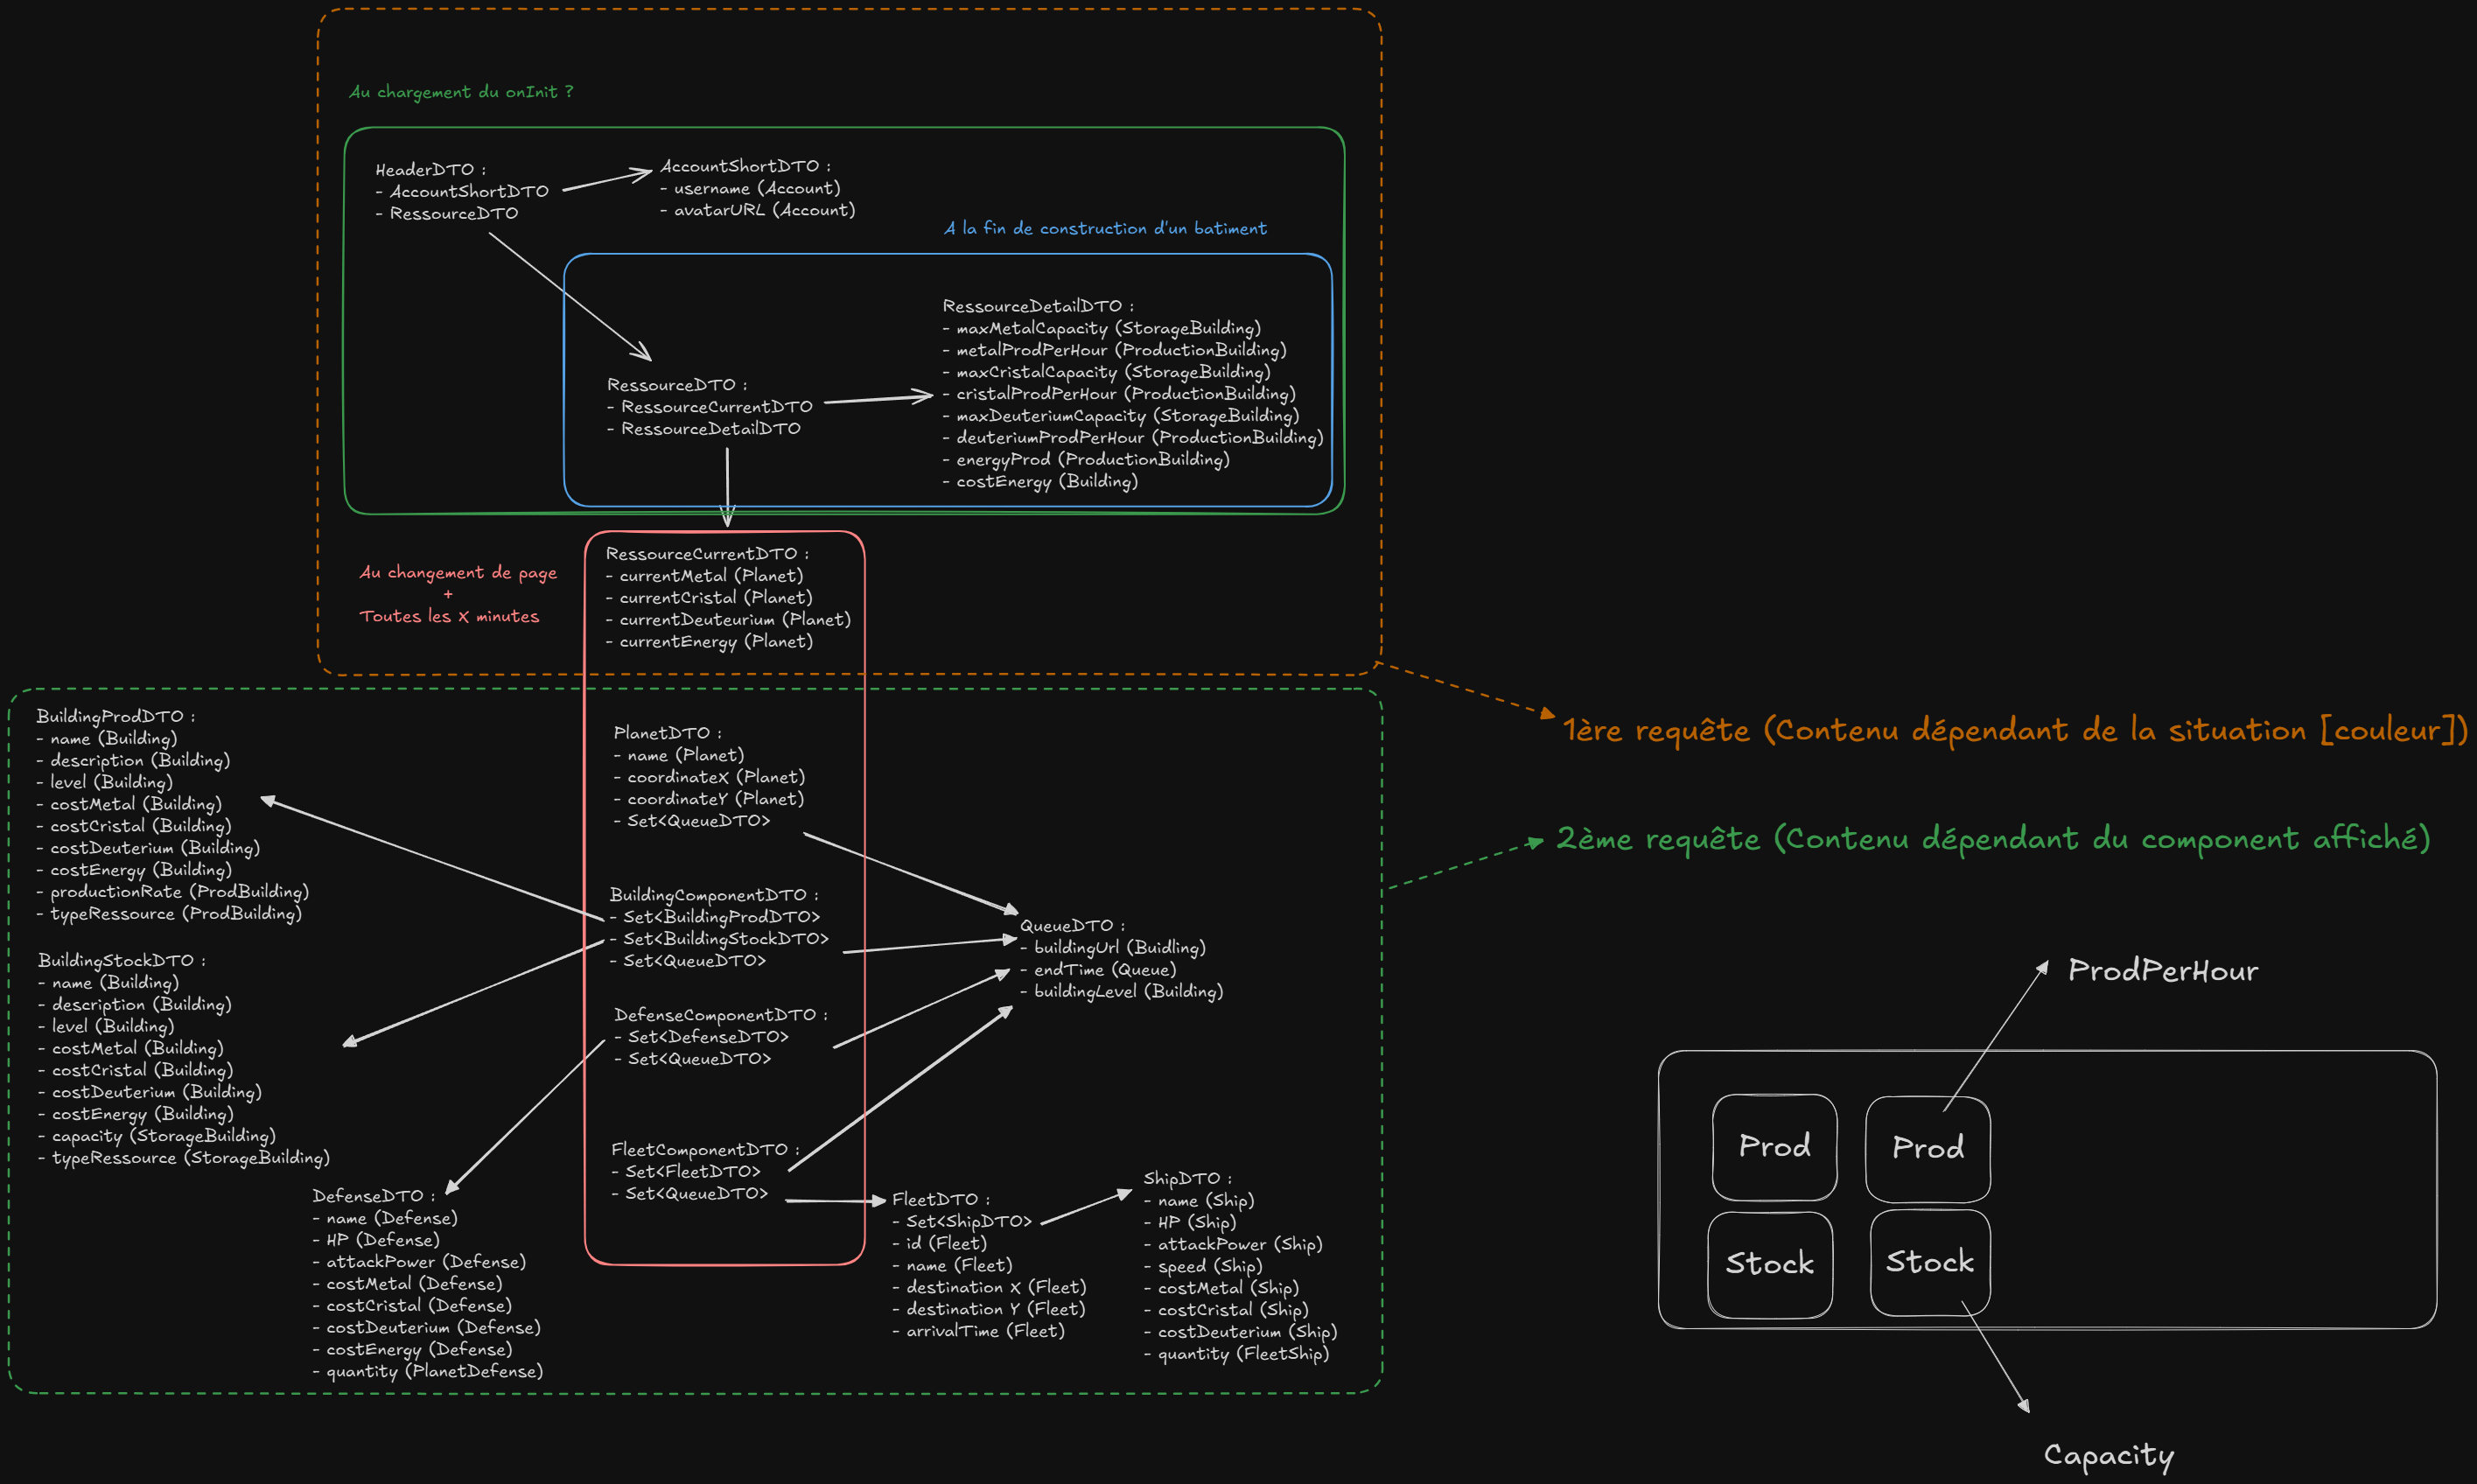 Au chargement du onInit ?
HeaderDTO :
- AccountShortDTO
- RessourceDTO
AccountShortDTO :
- username (Account)
- avatarURL (Account)
A la fin de construction d'un batiment
RessourceDTO :
- RessourceCurrentDTO
- RessourceDetailDTO
RessourceDetailDTO :
- maxMetalCapacity (StorageBuilding)
- metalProdPerHour (ProductionBuilding)
- maxCristalCapacity (StorageBuilding)
- cristalProdPerHour (ProductionBuilding)
- maxDeuteriumCapacity (StorageBuilding)
- deuteriumProdPerHour (ProductionBuilding)
- energyProd (ProductionBuilding)
- costEnergy (Building)
Au changement de page
+
Toutes les X minutes
RessourceCurrentDTO :
- currentMetal (Planet)
- currentCristal (Planet)
- currentDeuteurium (Planet)
- currentEnergy (Planet)
1ère requête (Contenu dépendant de la situation [couleur])
2ème requête (Contenu dépendant du component affiché)
BuildingProdDTO :
- name (Building)
- description (Building)
- level (Building)
- costMetal (Building)
- costCristal (Building)
- costDeuterium (Building)
- costEnergy (Building)
- productionRate (ProdBuilding)
- typeRessource (ProdBuilding)
BuildingStockDTO :
- name (Building)
- description (Building)
- level (Building)
- costMetal (Building)
- costCristal (Building)
- costDeuterium (Building)
- costEnergy (Building)
- capacity (StorageBuilding)
- typeRessource (StorageBuilding)
PlanetDTO :
- name (Planet)
- coordinateX (Planet)
- coordinateY (Planet)
- Set<QueueDTO>
BuildingComponentDTO :
- Set<BuildingProdDTO>
- Set<BuildingStockDTO>
- Set<QueueDTO>
DefenseComponentDTO :
- Set<DefenseDTO>
- Set<QueueDTO>
FleetComponentDTO :
- Set<FleetDTO>
- Set<QueueDTO>
QueueDTO :
- buildingUrl (Buidling)
- endTime (Queue)
- buildingLevel (Building)
DefenseDTO :
- name (Defense)
- HP (Defense)
- attackPower (Defense)
- costMetal (Defense)
- costCristal (Defense)
- costDeuterium (Defense)
- costEnergy (Defense)
- quantity (PlanetDefense)
FleetDTO :
- Set<ShipDTO>
- id (Fleet)
- name (Fleet)
- destination X (Fleet)
- destination Y (Fleet)
- arrivalTime (Fleet)
ShipDTO :
- name (Ship)
- HP (Ship)
- attackPower (Ship)
- speed (Ship)
- costMetal (Ship)
- costCristal (Ship)
- costDeuterium (Ship)
- quantity (FleetShip)
ProdPerHour
Prod
Prod
Stock
Stock
Capacity